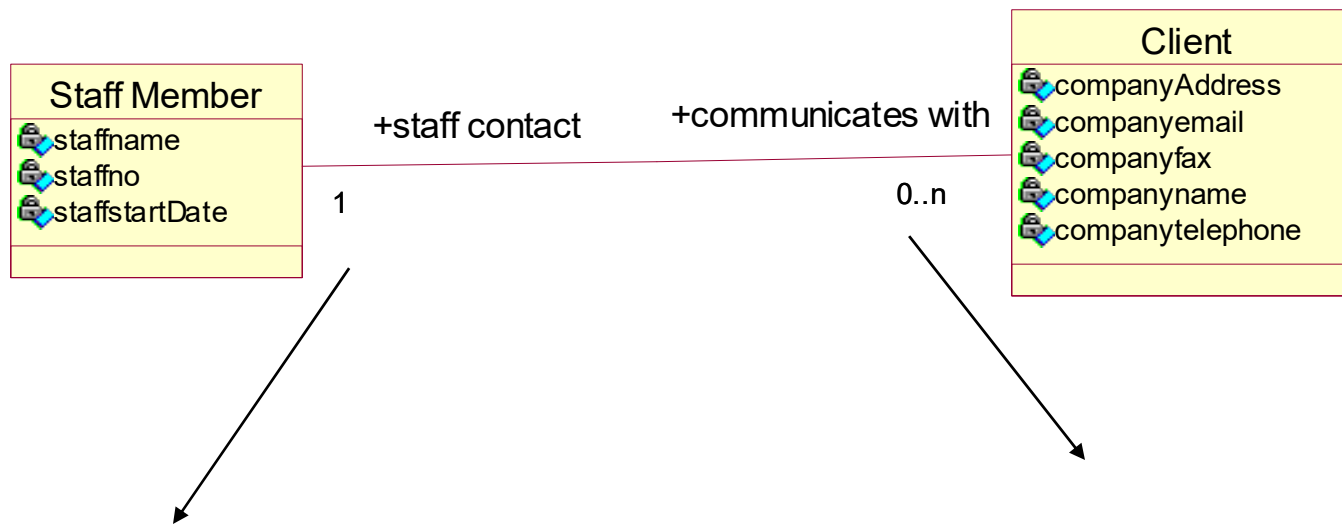 Staff Member
staffname
staffno
staffstartDate
+staff contact
1
+communicates with
0..n
Client
companyAddress
companyemail
companyfax
companyname
companytelephone